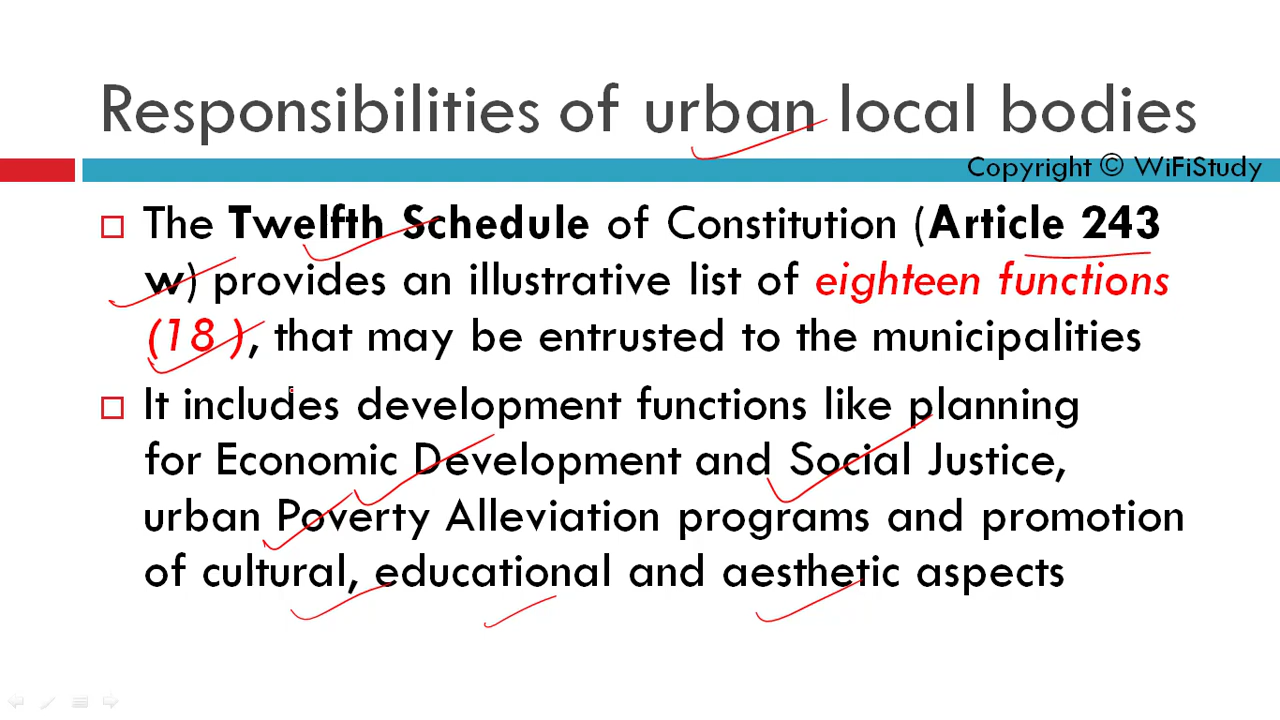 Responsibilities of urban local bodies
Copyright © WiFiStudy
The Twelfth Schedule of Constitution (Article 243
w) provides an illustrative list of eighteen functions
(18 ), that may be entrusted to the municipalities
It includes development functions like planning
for Economic Development and Social Justice,
urban Poverty Alleviation programs and promotion
of cultural, educational and aesthetic aspects